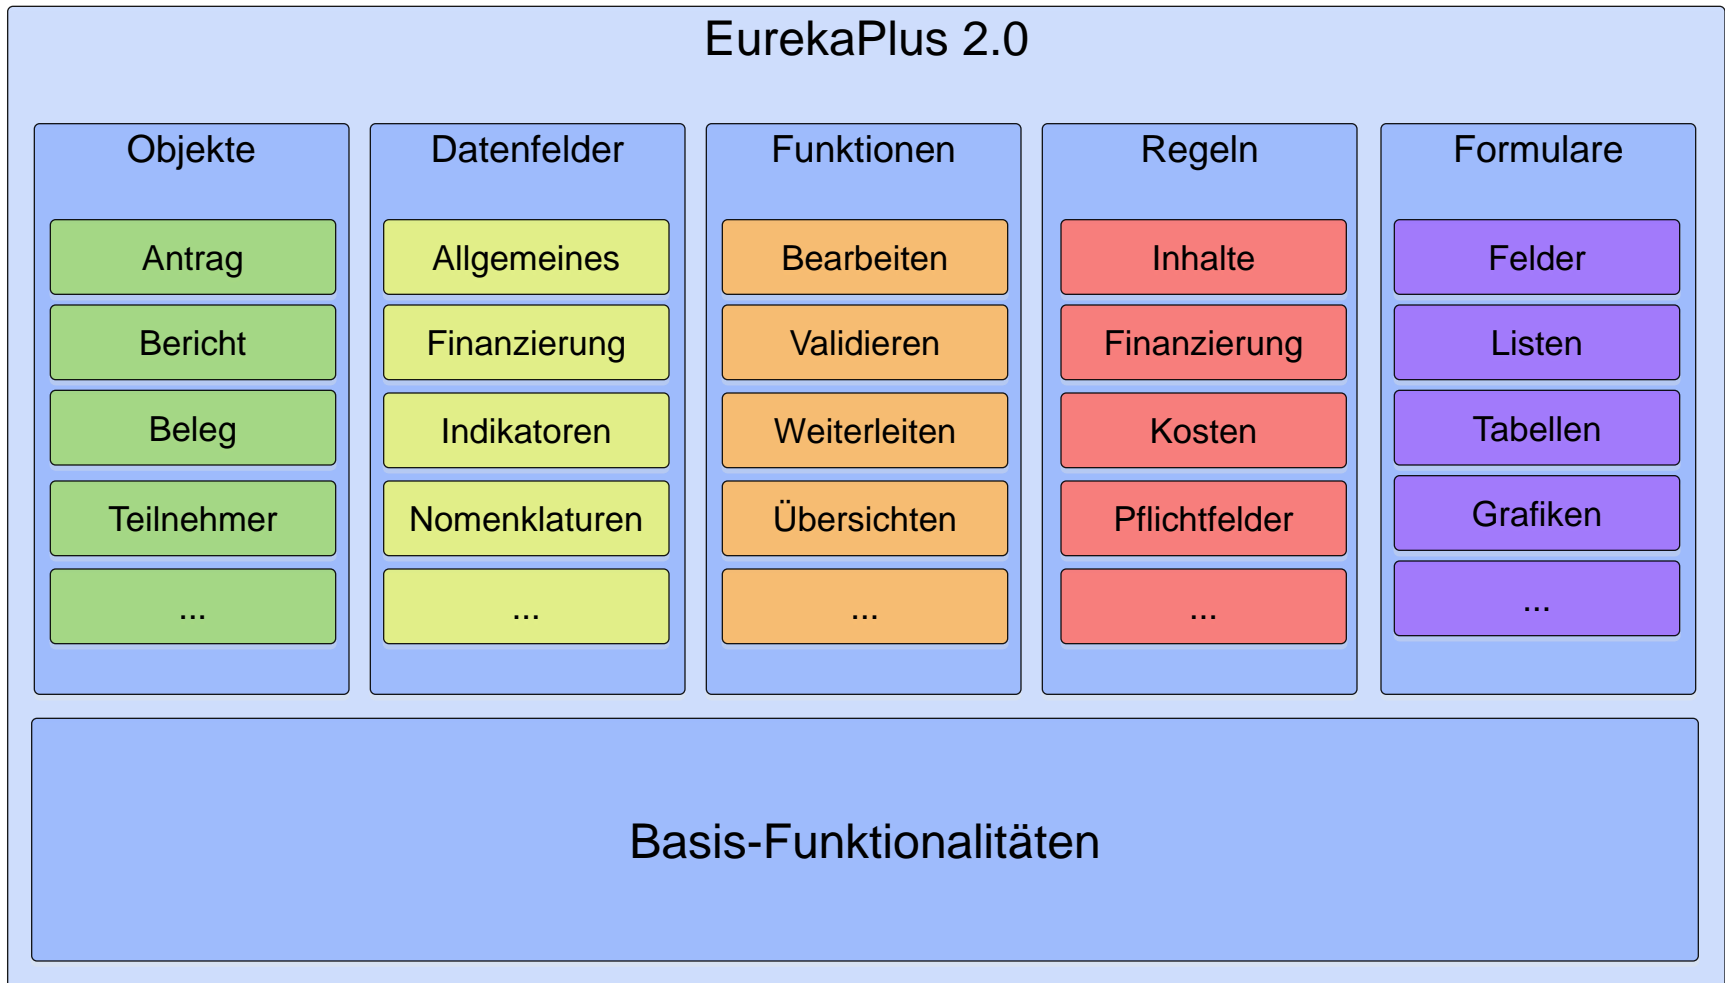 EurekaPlus 2.0
Objekte
Antrag
Bericht
Beleg
Teilnehmer
...
Datenfelder
Allgemeines
Finanzierung
Indikatoren
Nomenklaturen
...
Funktionen
Bearbeiten
Validieren
Weiterleiten
Übersichten
...
Regeln
Inhalte
Finanzierung
Kosten
Pflichtfelder
...
Formulare
Felder
Listen
Tabellen
Grafiken
...
Basis-Funktionalitäten